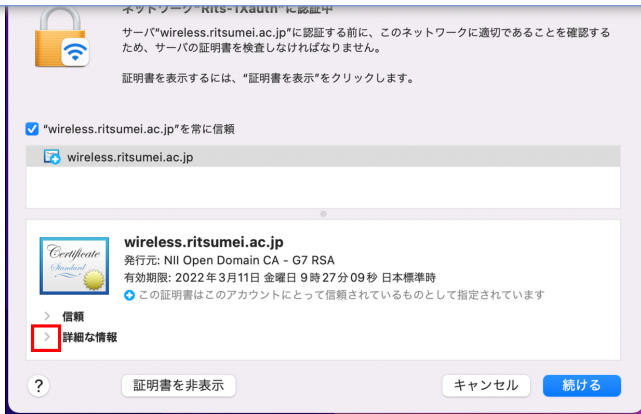 ネットワーク"Rits-1Xauth"に認証中
サーバ"wireless.ritsumei.ac.jp"に認証する前に、このネットワークに適切であることを確認する
ため、サーバの証明書を検査しなければなりません。
証明書を表示するには、"証明書を表示"をクリックします。
"wireless.ritsumei.ac.jp"を常に信頼
wireless.ritsumei.ac.jp
Certificate
Standard
wireless.ritsumei.ac.jp
発行元: NII Open Domain CA - G7 RSA
有効期限: 2022年3月11日 金曜日 9時27分09秒 日本標準時
この証明書はこのアカウントにとって信頼されているものとして指定されています
信頼
詳細な情報
? 証明書を非表示 キャンセル 続ける